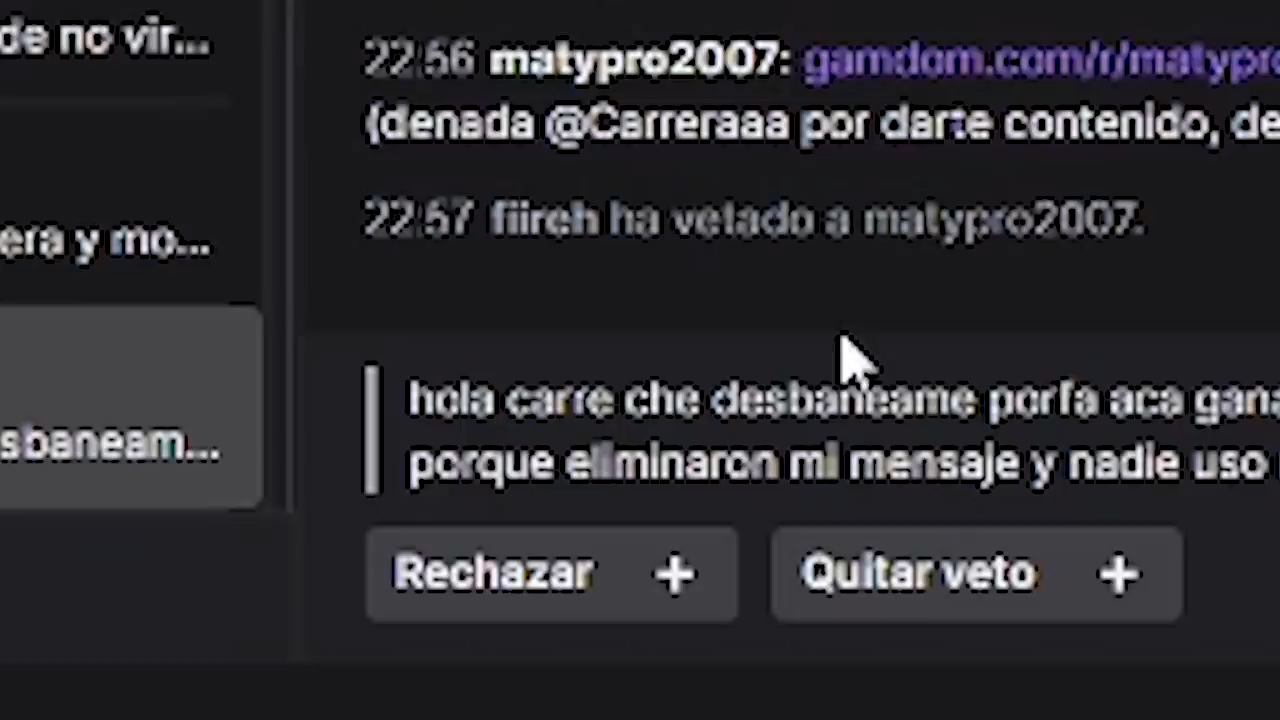 de no vir...
era y mo...
sbaneam...
22:56 matypro2007: gamdom.com/r/matypro
(denada @Carreraaa por darte contenido, de
22:57 fiireh ha vetado a matypro2007.
hola carre che desbaneame porfa aca gana
porque eliminaron mi mensaje y nadie uso
Rechazar +
Quitar veto +